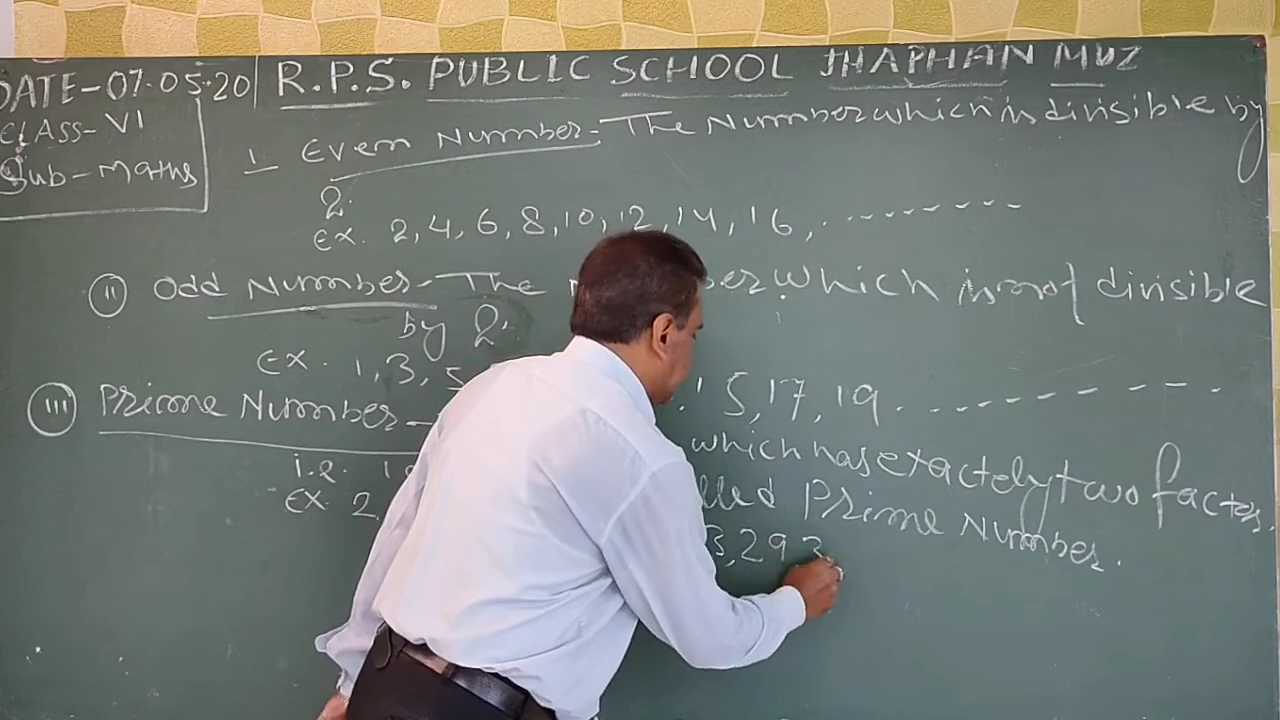 DATE-07.05.20
CLASS-VI
Sub-Maths
R.P.S. PUBLIC SCHOOL JHAPHAN MUZ
1 Even Number- The Number which is divisible by
2.
Ex. 2, 4, 6, 8, 10, 12, 14, 16, . --------
(II) Odd Number- The which is not divisible
by 2.
Ex. 1, 3, 5 15, 17, 19. ---------
(III) Prime Number- which has exactely two factors.
i.e. Prime Number.
Ex. 2 3, 29 3